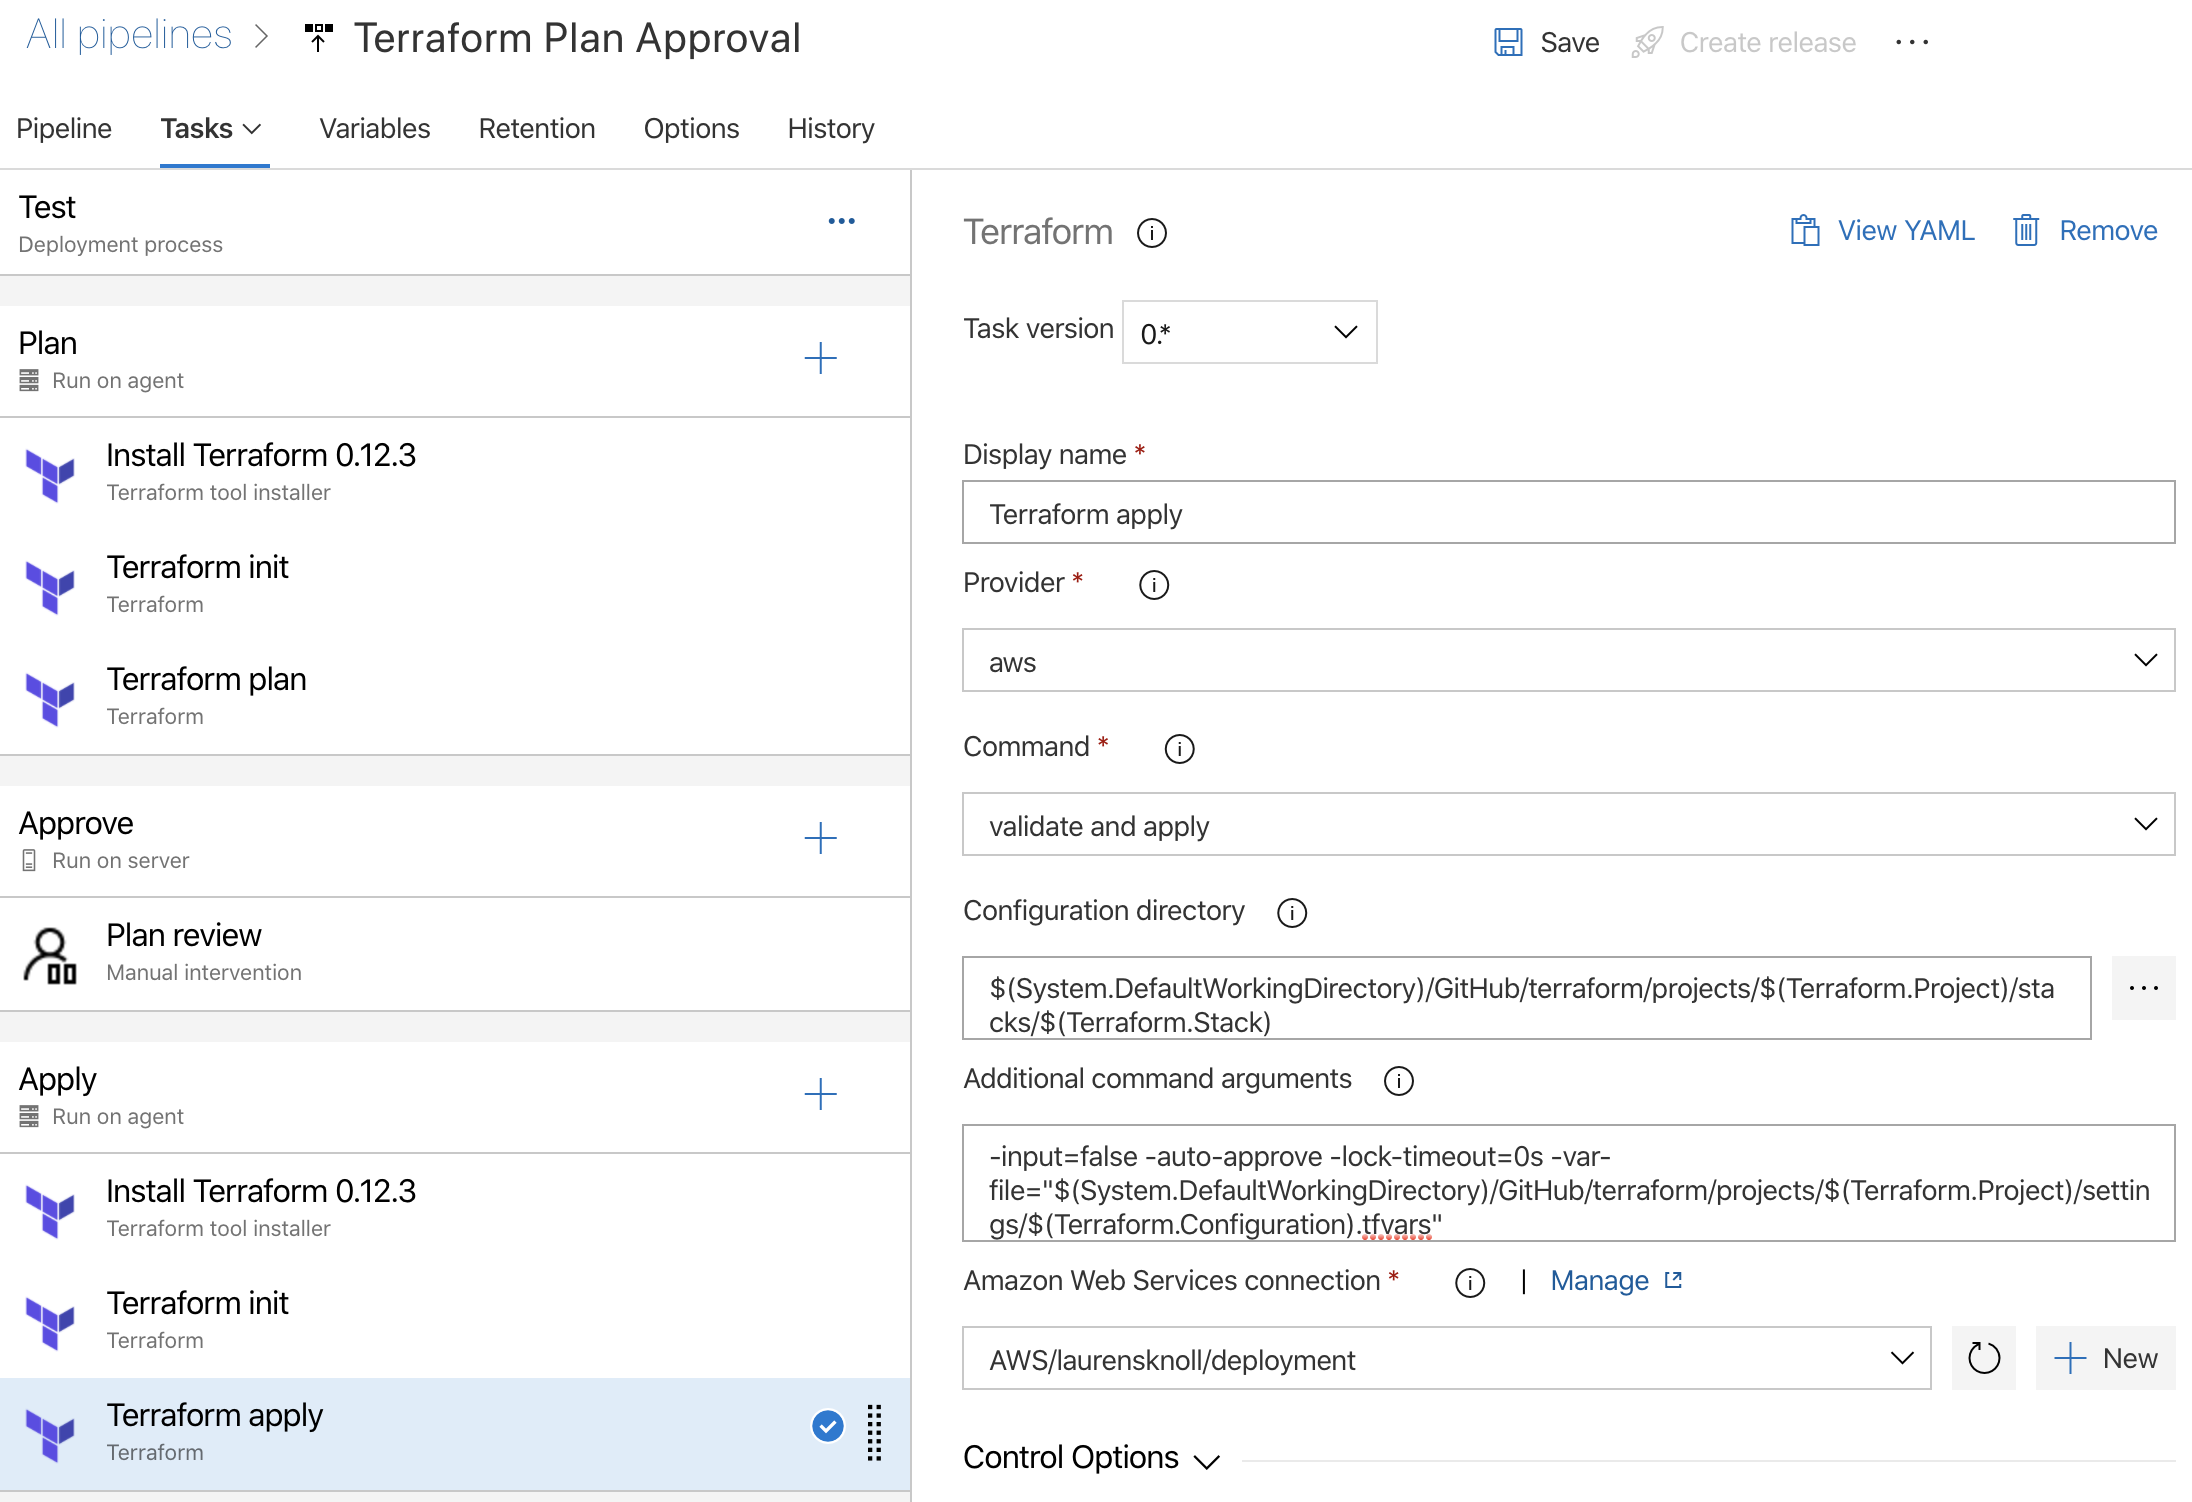 All pipelines
Terraform Plan Approval
Save
Create release
Pipeline
Tasks
Variables
Retention
Options
History
Test
Deployment process
Plan
Run on agent
Install Terraform 0.12.3
Terraform tool installer
Terraform init
Terraform
Terraform plan
Terraform
Approve
Run on server
Plan review
Manual intervention
Apply
Run on agent
Install Terraform 0.12.3
Terraform tool installer
Terraform init
Terraform
Terraform apply
Terraform
Terraform
View YAML
Remove
Task version
0.*
Display name *
Terraform apply
Provider *
aws
Command *
validate and apply
Configuration directory
$(System.DefaultWorkingDirectory)/GitHub/terraform/projects/$(Terraform.Project)/sta
cks/$(Terraform.Stack)
Additional command arguments
-input=false -auto-approve -lock-timeout=0s -var-
file="$(System.DefaultWorkingDirectory)/GitHub/terraform/projects/$(Terraform.Project)/settin
gs/$(Terraform.Configuration).tfvars"
Amazon Web Services connection *
| Manage
AWS/laurensknoll/deployment
New
Control Options